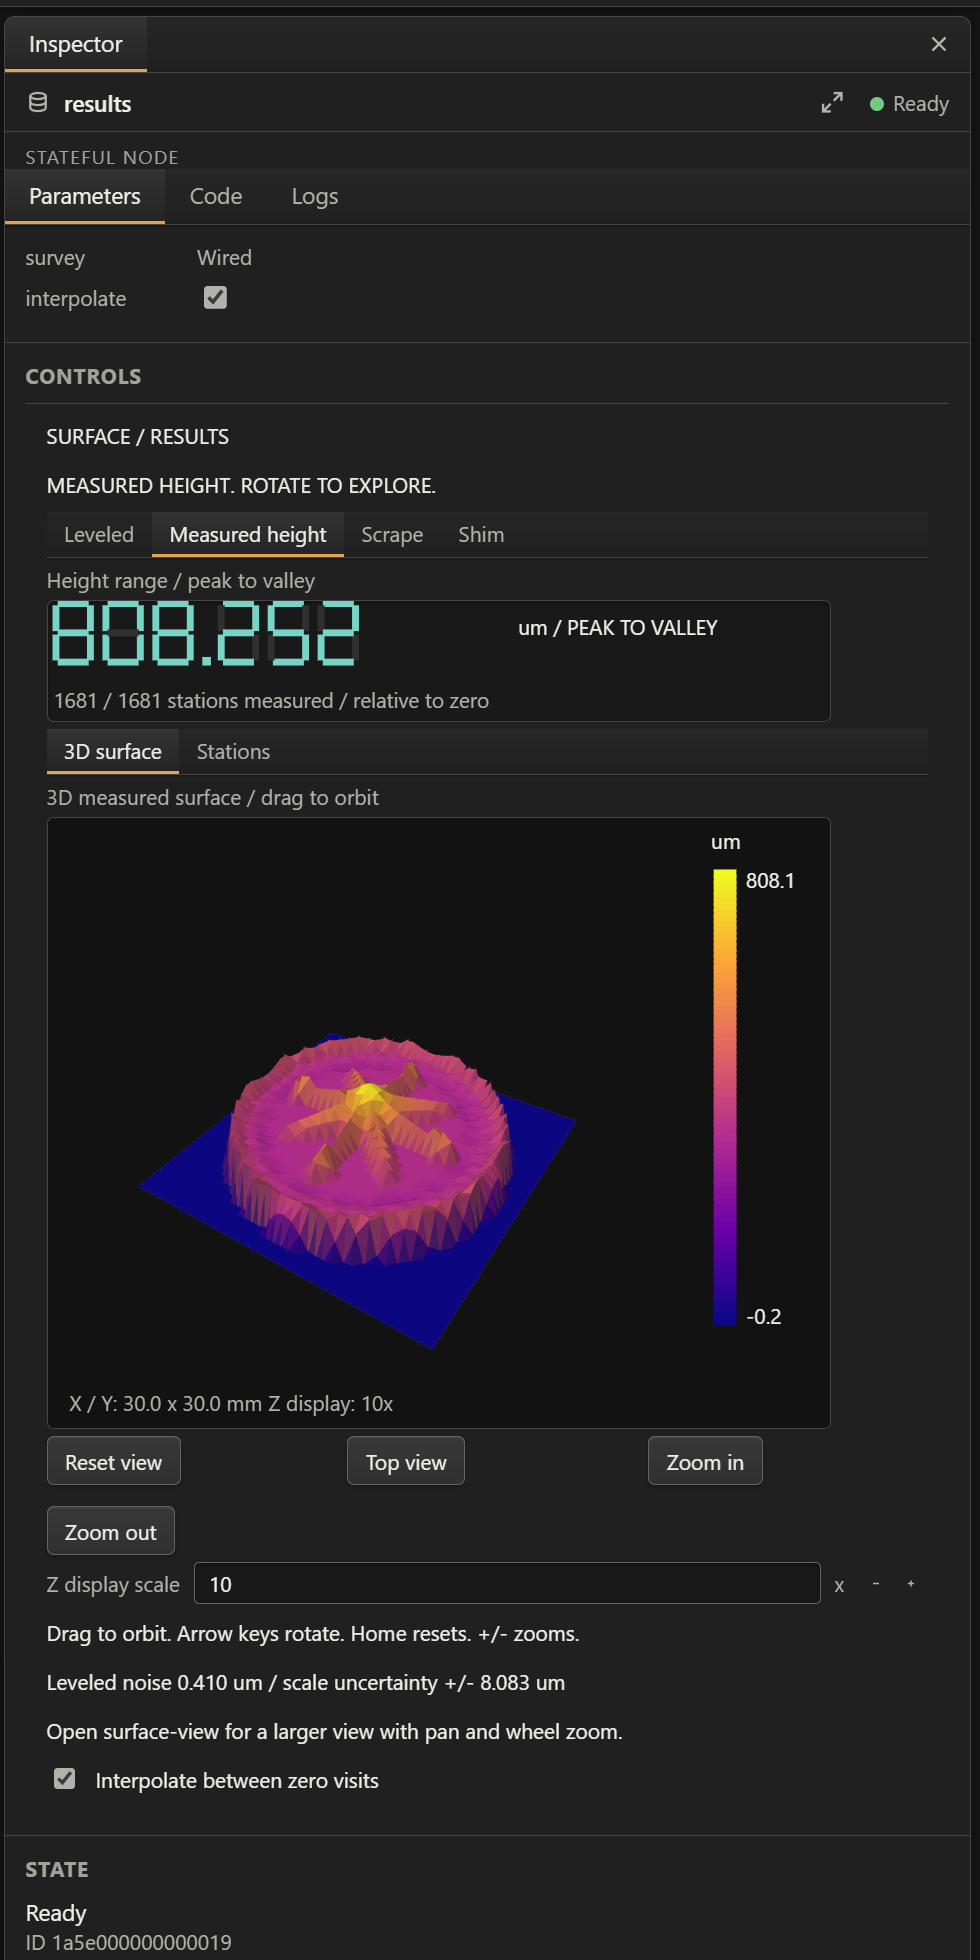 Inspector
results
Ready
STATEFUL NODE
Parameters Code Logs
survey Wired
interpolate
CONTROLS
SURFACE / RESULTS
MEASURED HEIGHT. ROTATE TO EXPLORE.
Leveled Measured height Scrape Shim
Height range / peak to valley
808.252 um / PEAK TO VALLEY
1681 / 1681 stations measured / relative to zero
3D surface Stations
3D measured surface / drag to orbit
um
808.1
-0.2
X / Y: 30.0 x 30.0 mm Z display: 10x
Reset view Top view Zoom in
Zoom out
Z display scale 10 x - +
Drag to orbit. Arrow keys rotate. Home resets. +/- zooms.
Leveled noise 0.410 um / scale uncertainty +/- 8.083 um
Open surface-view for a larger view with pan and wheel zoom.
Interpolate between zero visits
STATE
Ready
ID 1a5e000000000019